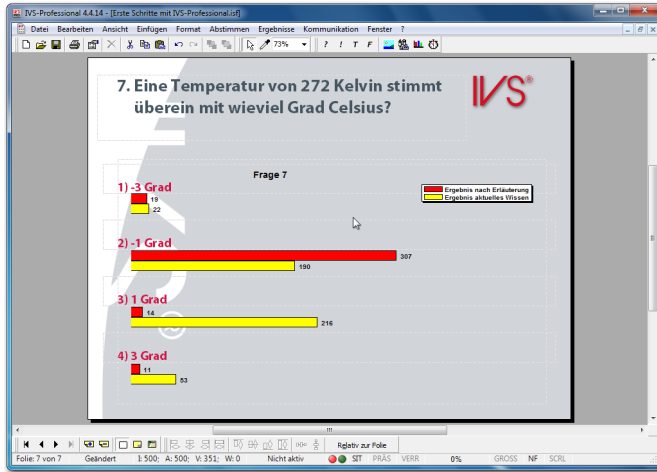 IVS-Professional 4.4.14 - [Erste Schritte mit IVS-Professional.isf]
Datei Bearbeiten Ansicht Einfügen Format Abstimmen Ergebnisse Kommunikation Fenster ?
73% ? ! T F
7. Eine Temperatur von 272 Kelvin stimmt
überein mit wieviel Grad Celsius?
IVS®
Frage 7
Ergebnis nach Erläuterung
Ergebnis aktuelles Wissen
1) -3 Grad
19
22
2) -1 Grad
307
190
3) 1 Grad
14
216
4) 3 Grad
11
53
Relativ zur Folie
Folie: 7 von 7 Geändert I: 500; A: 500; V: 351; W: 0 Nicht aktiv SIT PRÄS VERR 0% GROSS NF SCRL